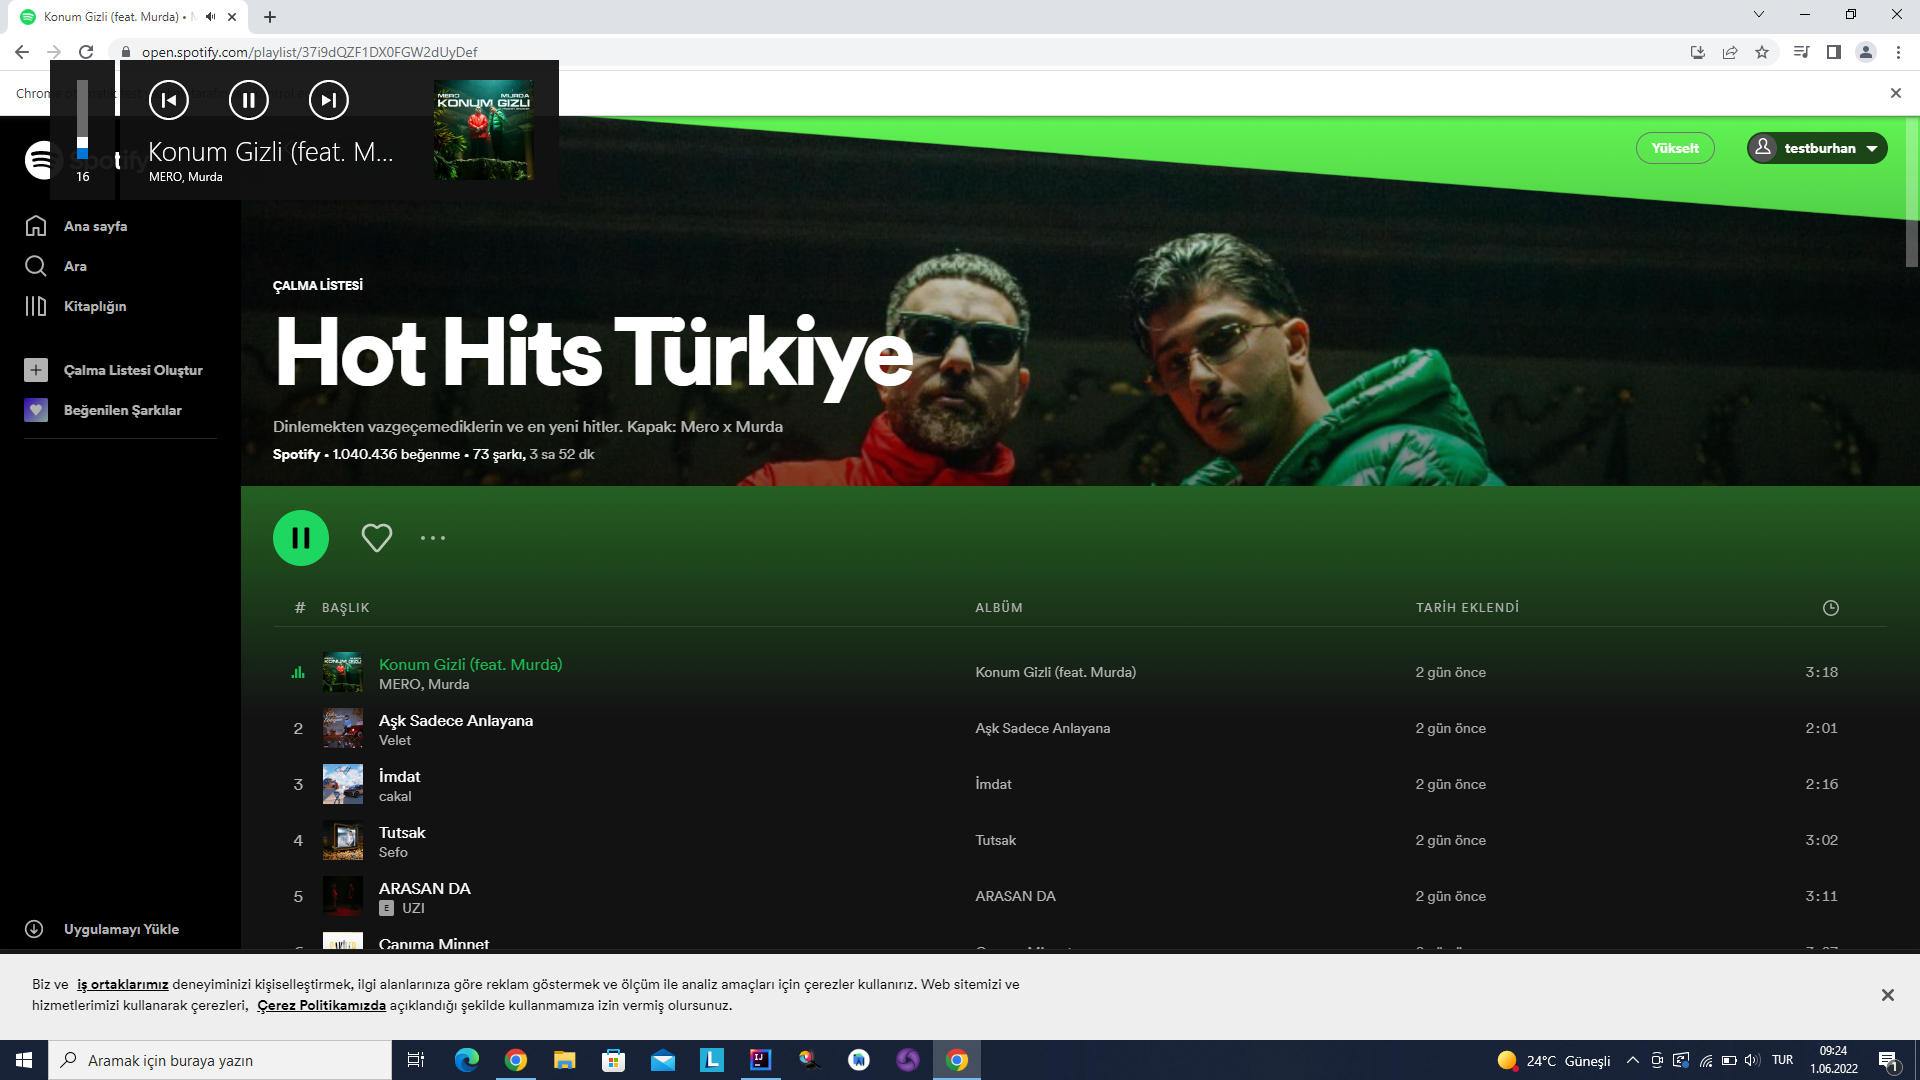 Konum Gizli (feat. Murda) •
open.spotify.com/playlist/37i9dQZF1DX0FGW2dUyDef
Chrome
16
Konum Gizli (feat. M...
MERO, Murda
MERO MURDA
KONUM GIZLI
Yükselt
testburhan
Ana sayfa
Ara
Kitaplığın
Çalma Listesi Oluştur
Beğenilen Şarkılar
Uygulamayı Yükle
ÇALMA LİSTESİ
Hot Hits Türkiye
Dinlemekten vazgeçemediklerin ve en yeni hitler. Kapak: Mero x Murda
Spotify • 1.040.436 beğenme • 73 şarkı, 3 sa 52 dk
# BAŞLIK ALBÜM TARİH EKLENDİ
Konum Gizli (feat. Murda) Konum Gizli (feat. Murda) 2 gün önce 3:18
MERO, Murda
2 Aşk Sadece Anlayana Aşk Sadece Anlayana 2 gün önce 2:01
Velet
3 İmdat İmdat 2 gün önce 2:16
cakal
4 Tutsak Tutsak 2 gün önce 3:02
Sefo
5 ARASAN DA ARASAN DA 2 gün önce 3:11
E UZI
Canıma Minnet
Biz ve iş ortaklarımız deneyiminizi kişiselleştirmek, ilgi alanlarınıza göre reklam göstermek ve ölçüm ile analiz amaçları için çerezler kullanırız. Web sitemizi ve
hizmetlerimizi kullanarak çerezleri, Çerez Politikamızda açıklandığı şekilde kullanmamıza izin vermiş olursunuz.
Aramak için buraya yazın
24°C Güneşli
TUR
09:24
1.06.2022
1